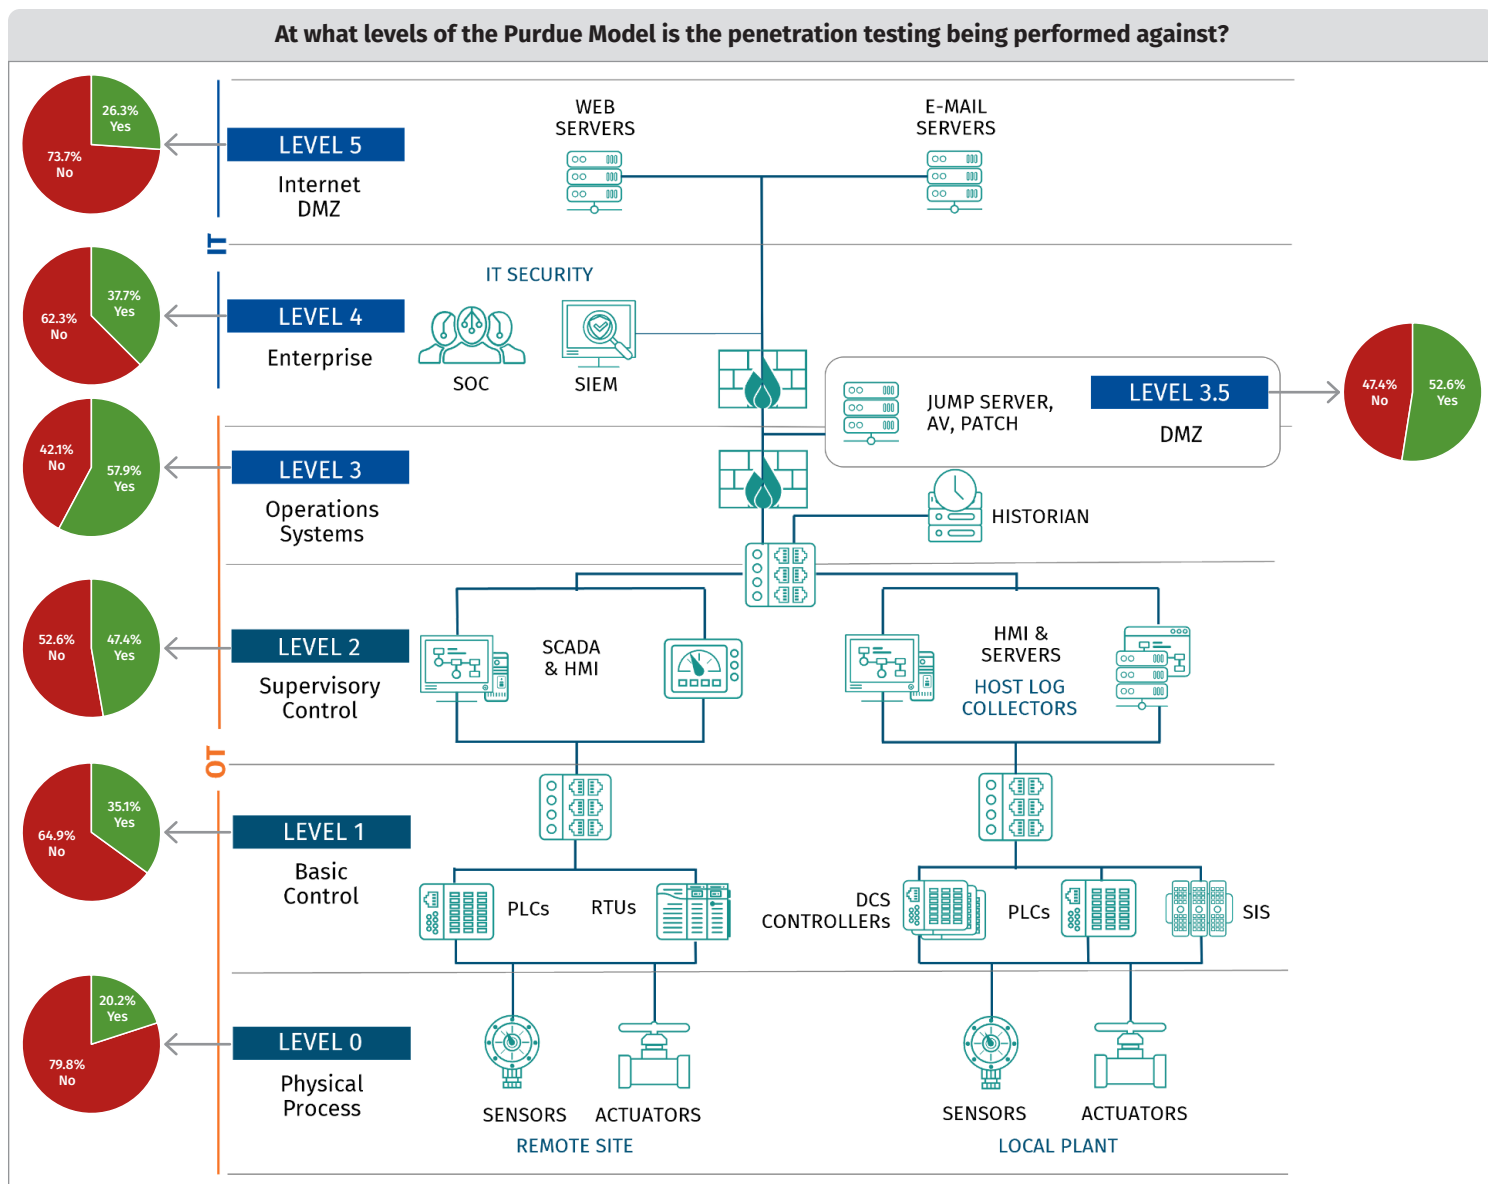 At what levels of the Purdue Model is the penetration testing being performed against?
26.3%
Yes
73.7%
No
LEVEL 5
Internet
DMZ
WEB
SERVERS
E-MAIL
SERVERS
IT
37.7%
Yes
62.3%
No
LEVEL 4
Enterprise
IT SECURITY
SOC
SIEM
JUMP SERVER,
AV, PATCH
LEVEL 3.5
DMZ
47.4%
No
52.6%
Yes
42.1%
No
57.9%
Yes
LEVEL 3
Operations
Systems
HISTORIAN
52.6%
No
47.4%
Yes
LEVEL 2
Supervisory
Control
SCADA
& HMI
HMI &
SERVERS
HOST LOG
COLLECTORS
OT
35.1%
Yes
64.9%
No
LEVEL 1
Basic
Control
PLCs
RTUs
DCS
CONTROLLERs
PLCs
SIS
20.2%
Yes
79.8%
No
LEVEL 0
Physical
Process
SENSORS
ACTUATORS
REMOTE SITE
SENSORS
ACTUATORS
LOCAL PLANT